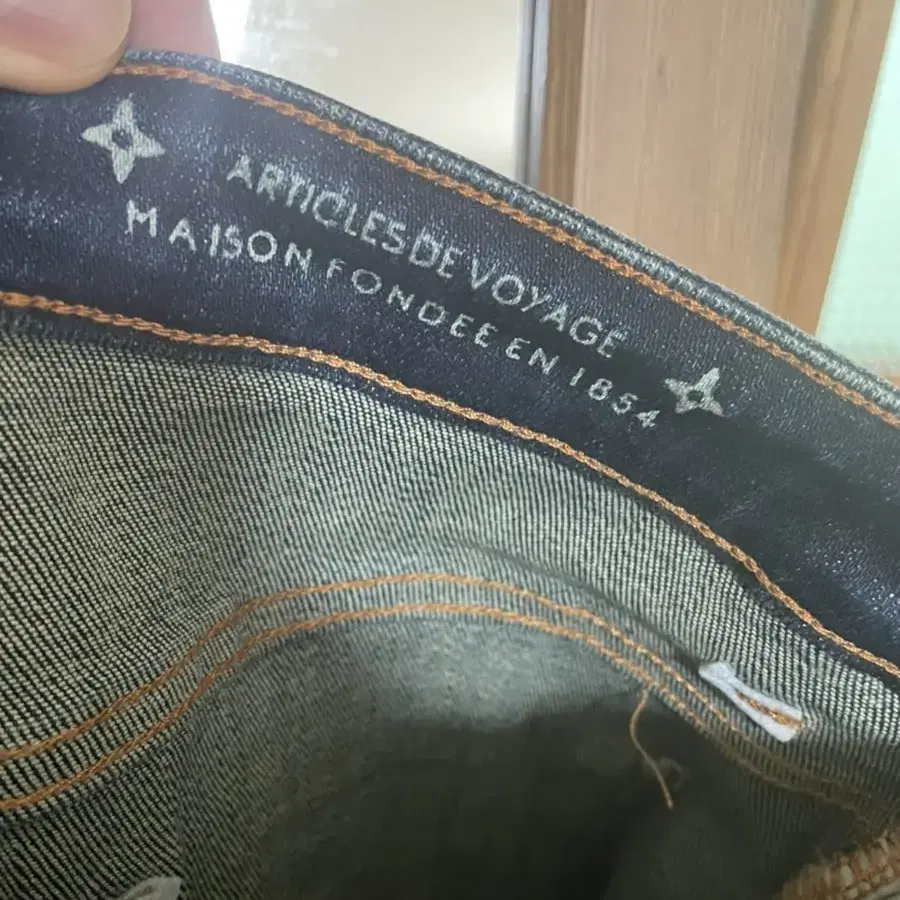 ARTICLES DE VOYAGE
MAISON FONDEE EN 1854